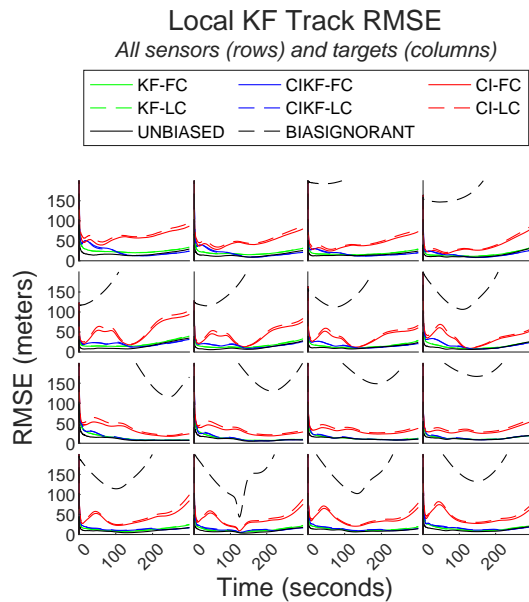 Local KF Track RMSE
All sensors (rows) and targets (columns)
KF-FC CIKF-FC CI-FC
KF-LC CIKF-LC CI-LC
UNBIASED BIASIGNORANT
RMSE (meters)
150
100
50
0
150
100
50
0
150
100
50
0
150
100
50
0
0 100 200 0 100 200 0 100 200 0 100 200
Time (seconds)